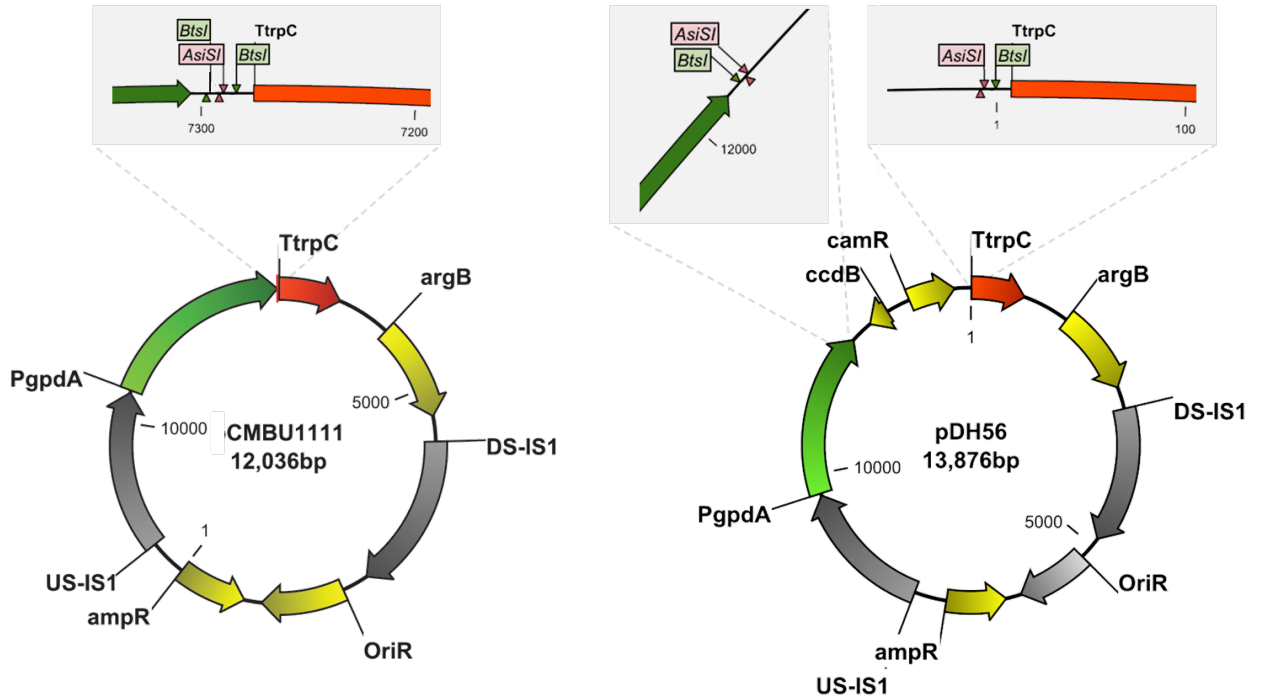 BtsI
AsiSI
TtrpC
BtsI
7300
7200
AsiSI
BtsI
12000
TtrpC
AsiSI
BtsI
1
100
TtrpC
argB
PgpdA
5000
10000
CMBU1111
12,036bp
DS-IS1
1
US-IS1
ampR
OriR
camR
TtrpC
ccdB
argB
1
DS-IS1
pDH56
13,876bp
10000
PgpdA
5000
OriR
ampR
US-IS1